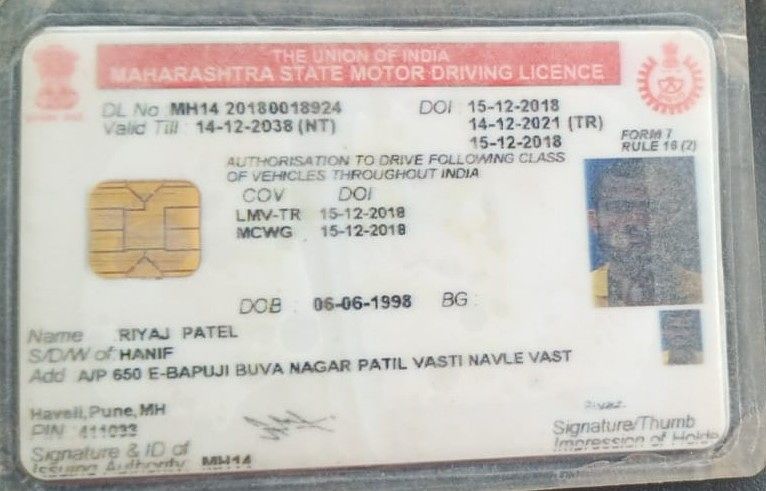 THE UNION OF INDIA
MAHARASHTRA STATE MOTOR DRIVING LICENCE
DL No MH14 20180018924 DOI : 15-12-2018
Valid Till : 14-12-2038 (NT) 14-12-2021 (TR)
15-12-2018
FORM 7
RULE 16 (2)
AUTHORISATION TO DRIVE FOLLOWING CLASS
OF VEHICLES THROUGHOUT INDIA
COV DOI
LMV-TR 15-12-2018
MCWG 15-12-2018
DOB : 06-06-1998 BG :
Name RIYAJ PATEL
S/D/W of HANIF
Add A/P 650 E-BAPUJI BUVA NAGAR PATIL VASTI NAVLE VAST
Haveli,Pune,MH
PIN 411033
Signature & ID of
Issuing Authority MH14
Signature/Thumb
Impression of Holder